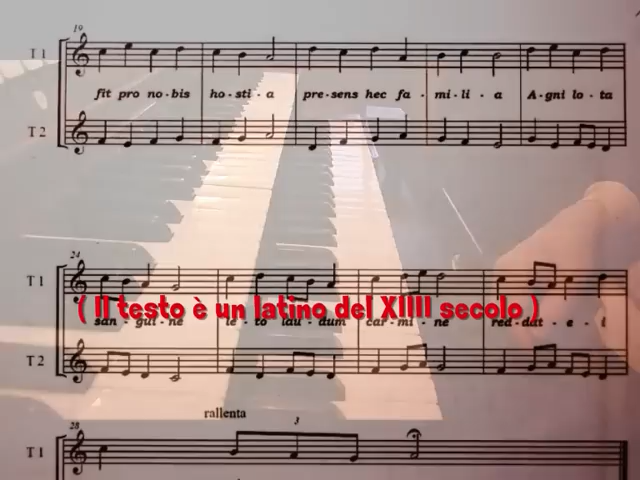 19
T 1
fit pro no - bis ho - sti - a pre - sens hec fa - mi - li - a A - gni lo - ta
T 2
24
T 1
( Il testo è un latino del XIIII secolo )
san - gui - ne le - to lau - dum car - mi - ne red - dat - e - i
T 2
rallenta
28
3
T 1